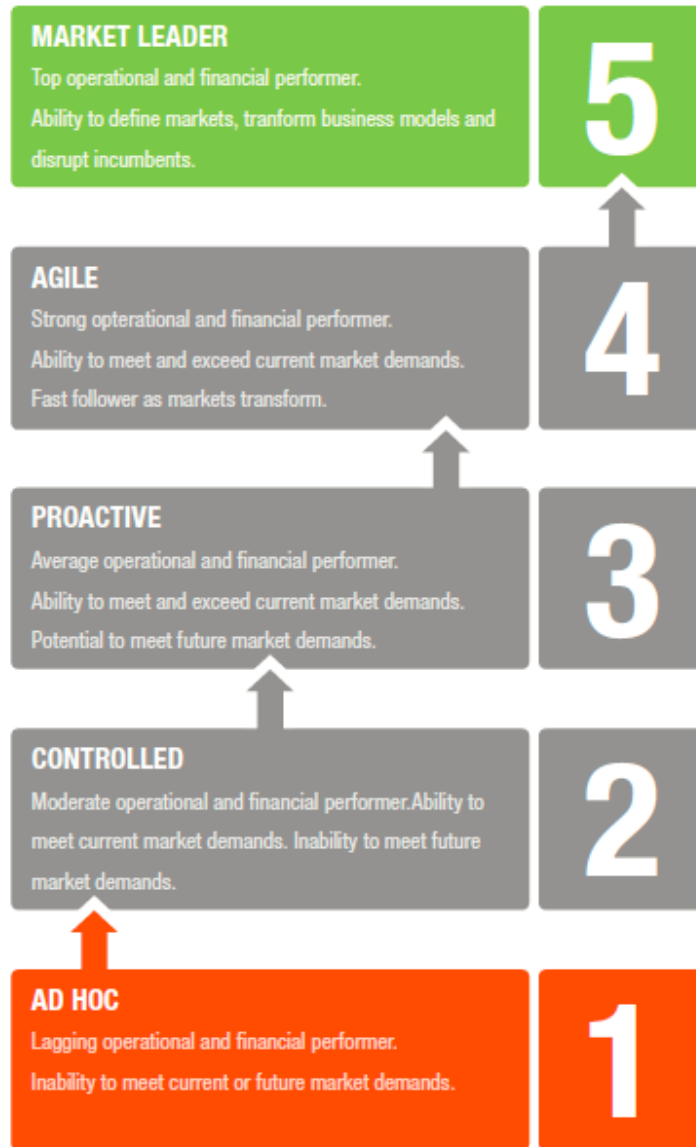 MARKET LEADER
Top operational and financial performer.
Ability to define markets, tranform business models and
disrupt incumbents.
5
AGILE
Strong opterational and financial performer.
Ability to meet and exceed current market demands.
Fast follower as markets transform.
4
PROACTIVE
Average operational and financial performer.
Ability to meet and exceed current market demands.
Potential to meet future market demands.
3
CONTROLLED
Moderate operational and financial performer.Ability to
meet current market demands. Inability to meet future
market demands.
2
AD HOC
Lagging operational and financial performer.
Inability to meet current or future market demands.
1